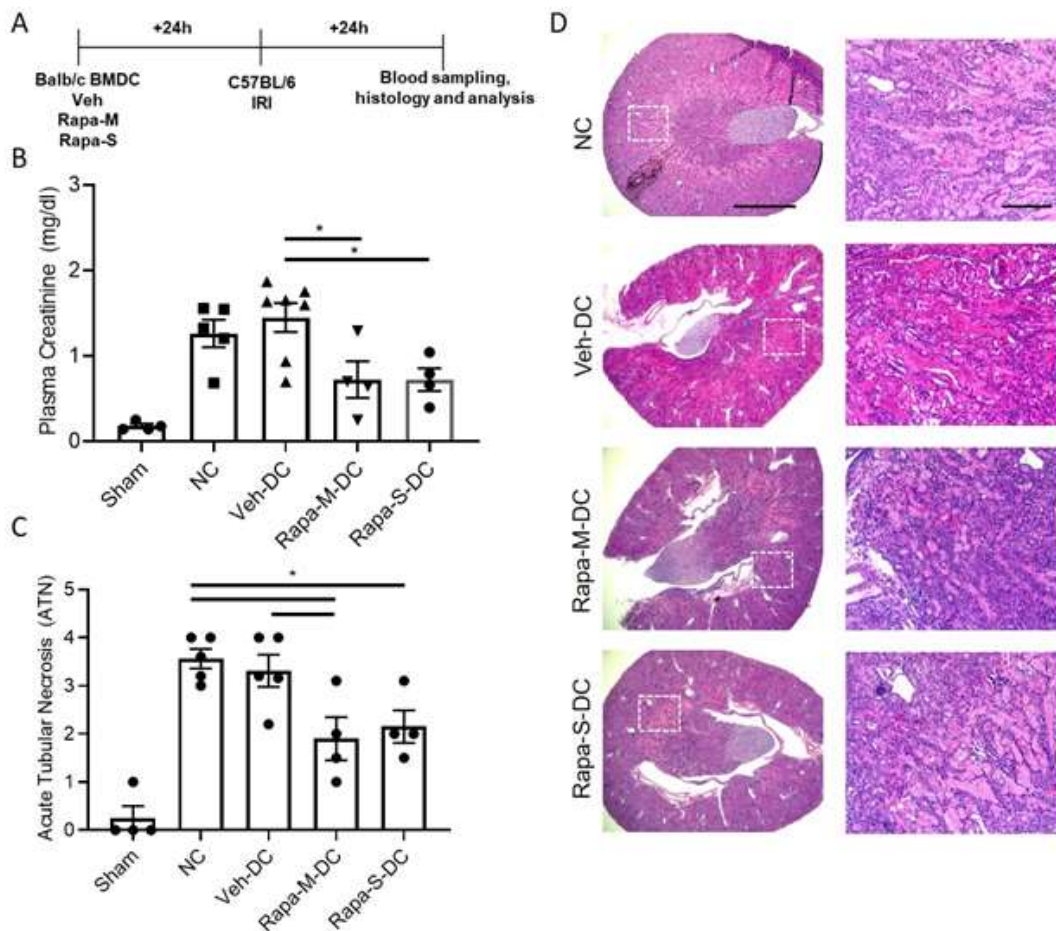 A
+24h
+24h
Balb/c BMDC
Veh
Rapa-M
Rapa-S
C57BL/6
IRI
Blood sampling,
histology and analysis
B
Plasma Creatinine (mg/dl)
3
2
1
0
*
*
Sham
NC
Veh-DC
Rapa-M-DC
Rapa-S-DC
C
Acute Tubular Necrosis (ATN)
5
4
3
2
1
0
*
Sham
NC
Veh-DC
Rapa-M-DC
Rapa-S-DC
D
NC
Veh-DC
Rapa-M-DC
Rapa-S-DC